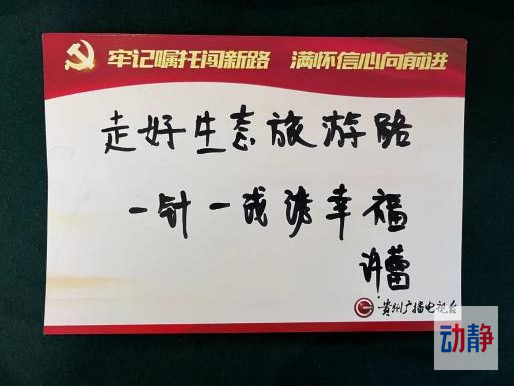 牢记嘱托闯新路 满怀信心向前进
走好生态旅游路
一针一线绣幸福
许蕾
贵州广播电视台
动静